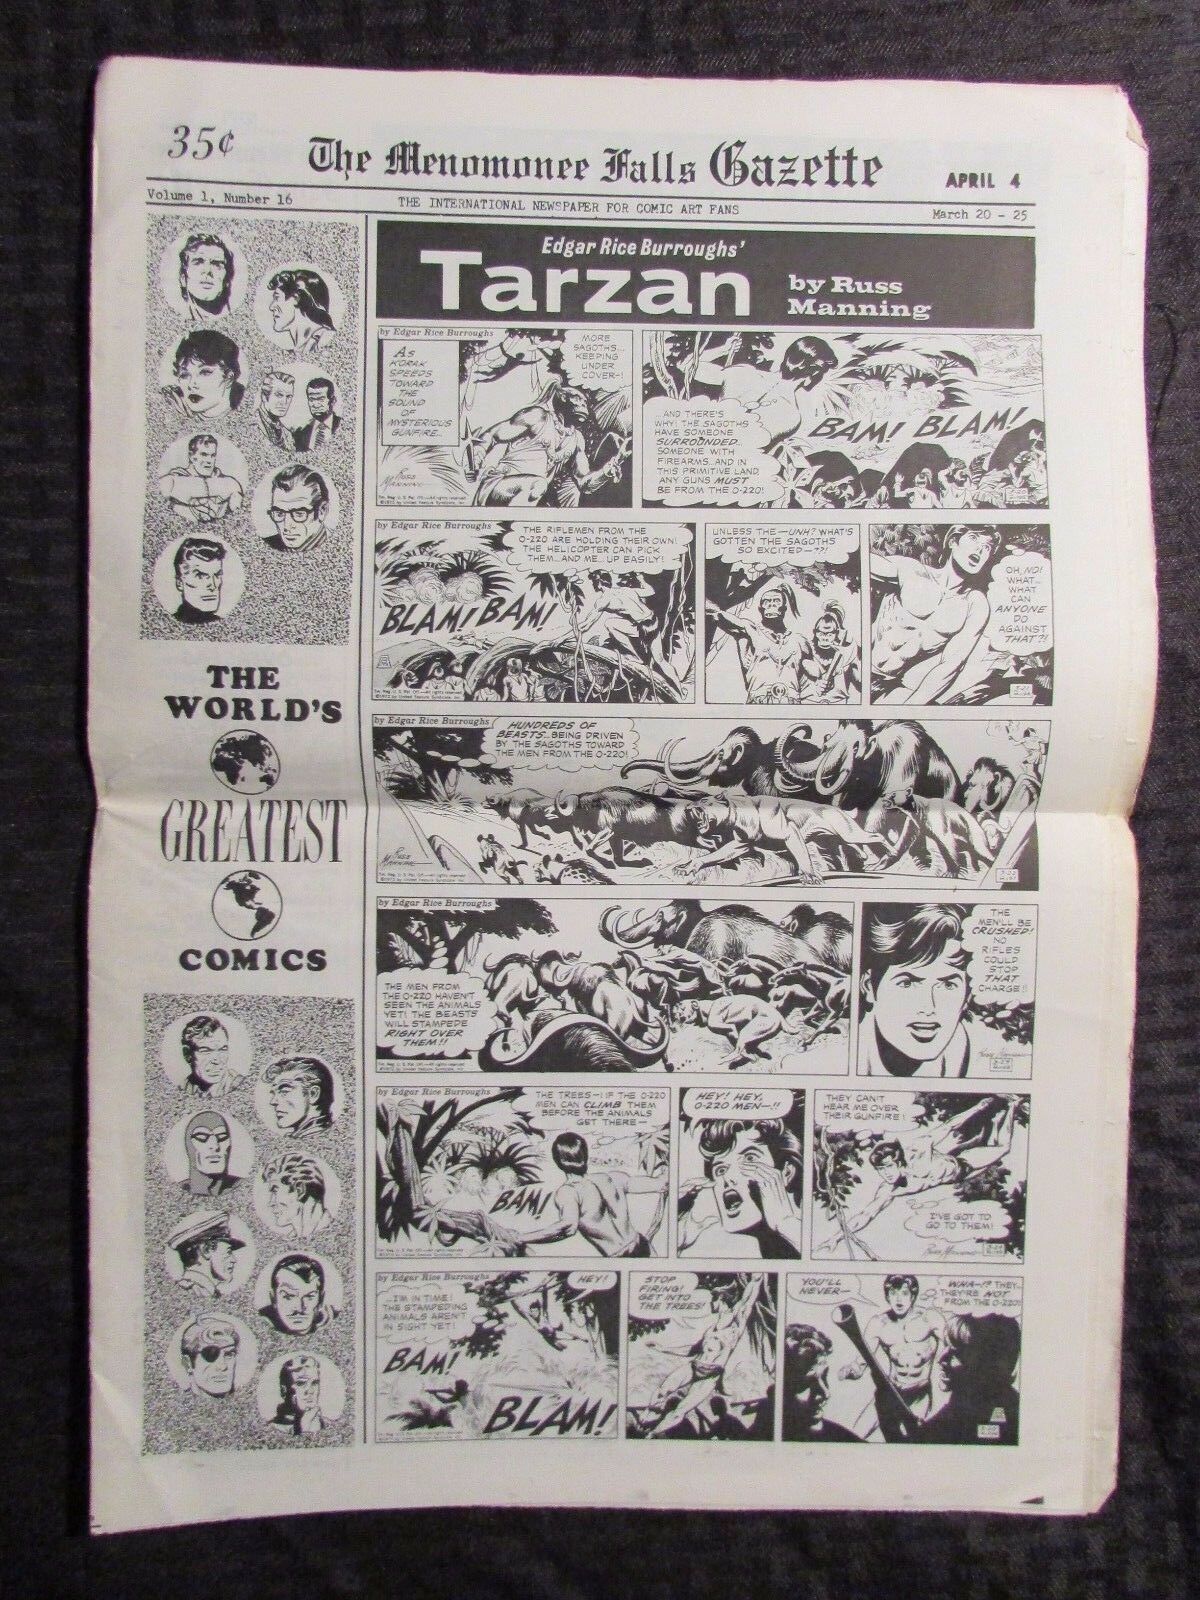 35¢
The Menomonee Falls Gazette
APRIL 4
Volume 1, Number 16
THE INTERNATIONAL NEWSPAPER FOR COMIC ART FANS
March 20 - 25
THE
WORLD'S
GREATEST
COMICS
Edgar Rice Burroughs'
Tarzan
by Russ
Manning
by Edgar Rice Burroughs
AS
KORAK
SPEEDS
TOWARD
THE
SOUND
OF
MYSTERIOUS
GUNFIRE..
RUSS
MANNING
MORE
SAGOTHS...
KEEPING
UNDER
COVER—!
...AND THERE'S
WHY! THE SAGOTHS
HAVE SOMEONE
SURROUNDED..
SOMEONE WITH
FIREARMS...AND IN
THIS PRIMITIVE LAND,
ANY GUNS MUST
BE FROM THE O-220!
BAM! BLAM!
by Edgar Rice Burroughs
THE RIFLEMEN FROM THE
O-220 ARE HOLDING THEIR OWN!
THE HELICOPTER CAN PICK
THEM...AND ME...UP EASILY!
BLAM! BAM!
UNLESS THE—UNH? WHAT'S
GOTTEN THE SAGOTHS
SO EXCITED—??!
OH, NO!
WHAT—
WHAT
CAN
ANYONE
DO
AGAINST
THAT?!
3-21
by Edgar Rice Burroughs
HUNDREDS OF
BEASTS...BEING DRIVEN
BY THE SAGOTHS TOWARD
THE MEN FROM THE O-220!
RUSS
MANNING
by Edgar Rice Burroughs
THE MEN FROM
THE O-220 HAVEN'T
SEEN THE ANIMALS
YET! THE BEASTS
WILL STAMPEDE
RIGHT OVER
THEM!!
THE
MEN'LL BE
CRUSHED!
NO
RIFLES
COULD
STOP
THAT
CHARGE!!
Russ Manning
by Edgar Rice Burroughs
THE TREES—! IF THE O-220
MEN CAN CLIMB THEM
BEFORE THE ANIMALS
GET THERE—
BAM!
HEY! HEY,
O-220 MEN—!!
THEY CAN'T
HEAR ME OVER
THEIR GUNFIRE!
I'VE GOT TO
GO TO THEM!
Russ Manning
by Edgar Rice Burroughs
...I'M IN TIME!
THE STAMPEDING
ANIMALS AREN'T
IN SIGHT YET!
HEY!
BAM!
BLAM!
STOP
FIRING!
GET INTO
THE TREES!
YOU'LL
NEVER—
WHA—!? THEY..
THEY'RE NOT
FROM THE O-220!